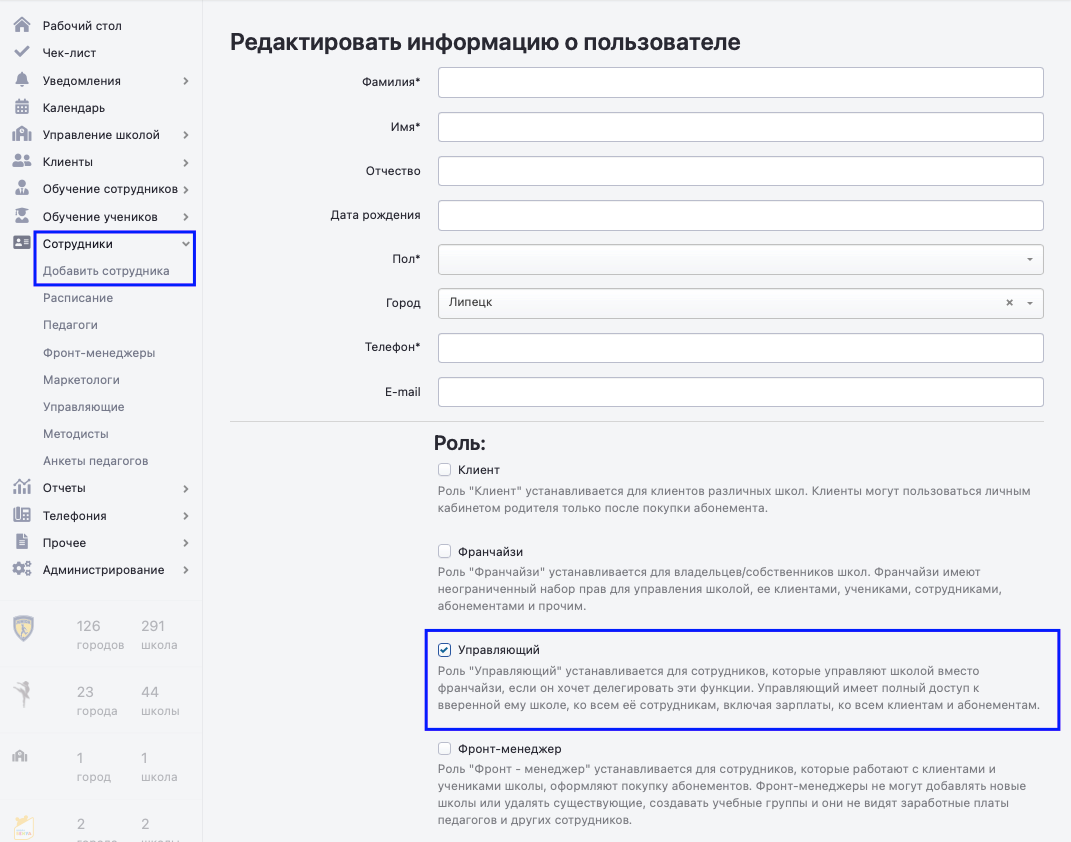 Рабочий стол
Чек-лист
Уведомления
Календарь
Управление школой
Клиенты
Обучение сотрудников
Обучение учеников
Сотрудники
Добавить сотрудника
Расписание
Педагоги
Фронт-менеджеры
Маркетологи
Управляющие
Методисты
Анкеты педагогов
Отчеты
Телефония
Прочее
Администрирование
126 291
городов школа
23 44
города школы
1 1
город школа
2 2
города школы
Редактировать информацию о пользователе
Фамилия*
Имя*
Отчество
Дата рождения
Пол*
Город Липецк ×
Телефон*
E-mail
Роль:
Клиент
Роль "Клиент" устанавливается для клиентов различных школ. Клиенты могут пользоваться личным
кабинетом родителя только после покупки абонемента.
Франчайзи
Роль "Франчайзи" устанавливается для владельцев/собственников школ. Франчайзи имеют
неограниченный набор прав для управления школой, ее клиентами, учениками, сотрудниками,
абонементами и прочим.
Управляющий
Роль "Управляющий" устанавливается для сотрудников, которые управляют школой вместо
франчайзи, если он хочет делегировать эти функции. Управляющий имеет полный доступ к
вверенной ему школе, ко всем её сотрудникам, включая зарплаты, ко всем клиентам и абонементам.
Фронт-менеджер
Роль "Фронт - менеджер" устанавливается для сотрудников, которые работают с клиентами и
учениками школы, оформляют покупку абонементов. Фронт-менеджеры не могут добавлять новые
школы или удалять существующие, создавать учебные группы и они не видят заработные платы
педагогов и других сотрудников.